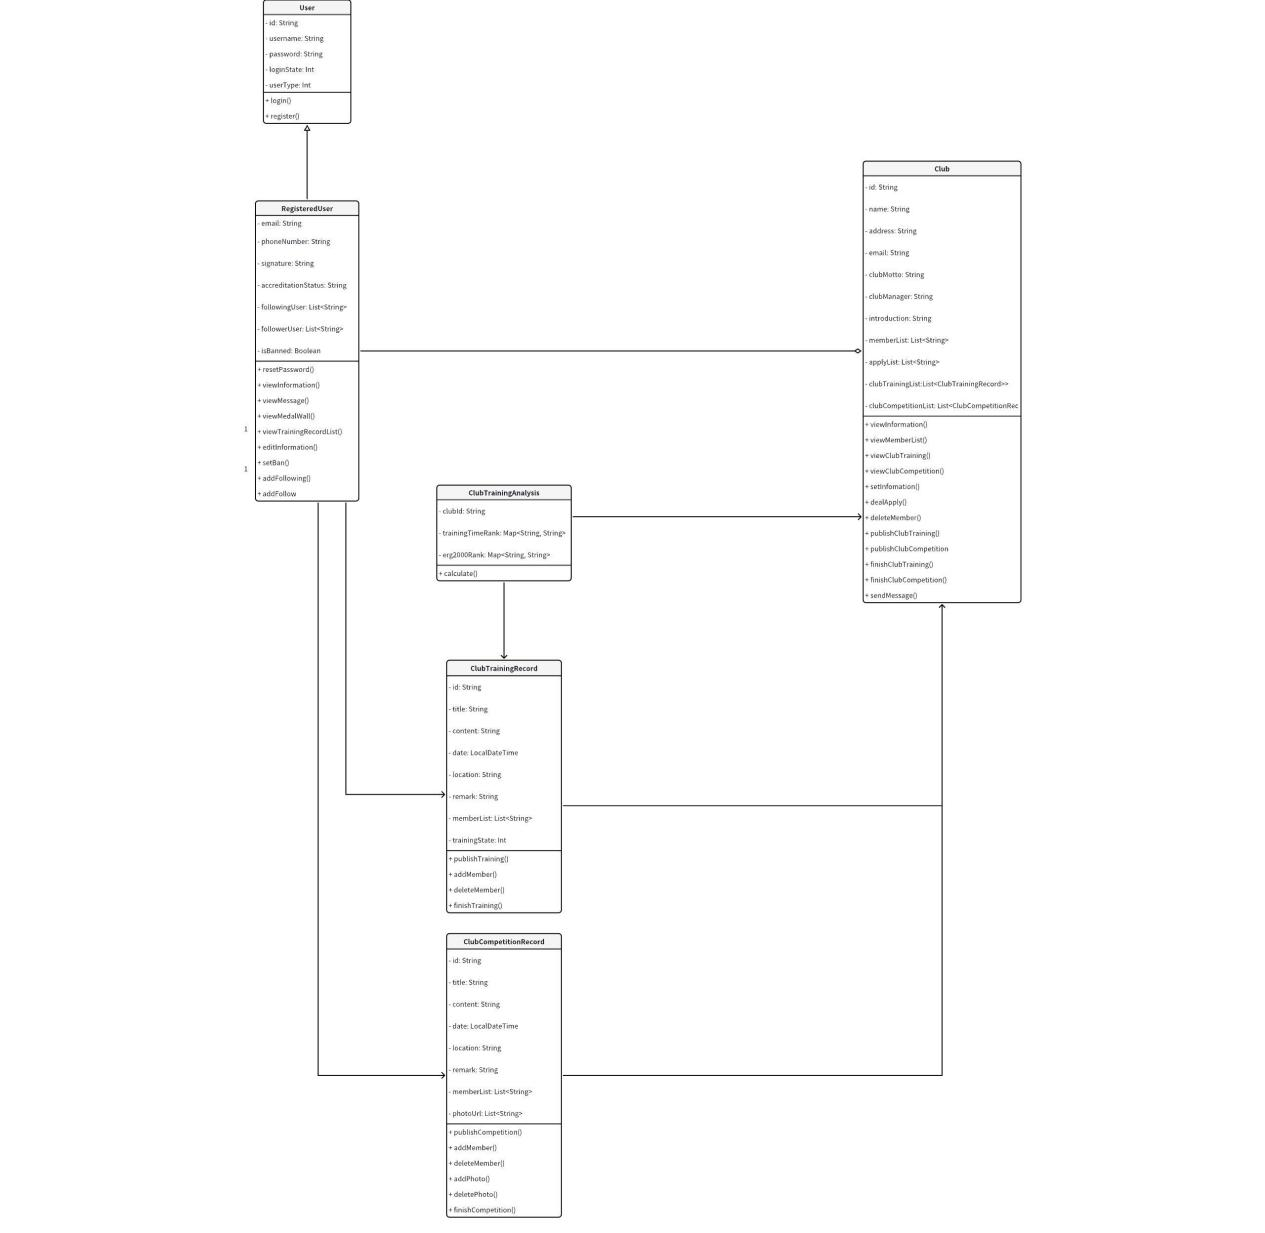 User
- id: String
- username: String
- password: String
- loginState: Int
- userType: Int
+ login()
+ register()
RegisteredUser
- email: String
- phoneNumber: String
- signature: String
- accreditationStatus: String
- followingUser: List<String>
- followerUser: List<String>
- isBanned: Boolean
+ resetPassword()
+ viewInformation()
+ viewMessage()
+ viewMedalWall()
+ viewTrainingRecordList()
+ editInformation()
+ setBan()
+ addFollowing()
+ addFollow
1
1
Club
- id: String
- name: String
- address: String
- email: String
- clubMotto: String
- clubManager: String
- introduction: String
- memberList: List<String>
- applyList: List<String>
- clubTrainingList:List<ClubTrainingRecord>>
- clubCompetitionList: List<ClubCompetitionRec
+ viewInformation()
+ viewMemberList()
+ viewClubTraining()
+ viewClubCompetition()
+ setInfomation()
+ dealApply()
+ deleteMember()
+ publishClubTraining()
+ publishClubCompetition
+ finishClubTraining()
+ finishClubCompetition()
+ sendMessage()
ClubTrainingAnalysis
- clubId: String
- trainingTimeRank: Map<String, String>
- erg2000Rank: Map<String, String>
+ calculate()
ClubTrainingRecord
- id: String
- title: String
- content: String
- date: LocalDateTime
- location: String
- remark: String
- memberList: List<String>
- trainingState: Int
+ publishTraining()
+ addMember()
+ deleteMember()
+ finishTraining()
ClubCompetitionRecord
- id: String
- title: String
- content: String
- date: LocalDateTime
- location: String
- remark: String
- memberList: List<String>
- photoUrl: List<String>
+ publishCompetition()
+ addMember()
+ deleteMember()
+ addPhoto()
+ deletePhoto()
+ finishCompetition()